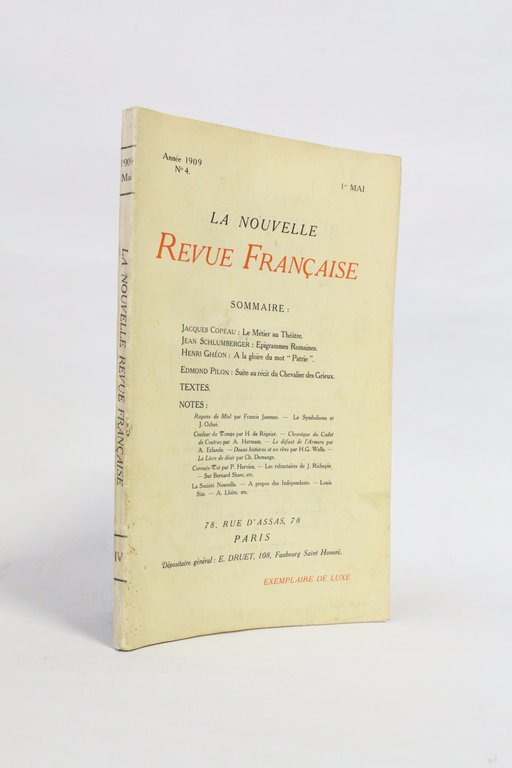 1909
Mai
LA NOUVELLE REVUE FRANÇAISE
IV
Année 1909
Nº 4.
1er MAI
LA NOUVELLE
REVUE FRANÇAISE
SOMMAIRE :
JACQUES COPEAU : Le Métier au Théâtre.
JEAN SCHLUMBERGER : Epigrammes Romaines.
HENRI GHÉON : A la gloire du mot " Patrie ".
EDMOND PILON : Suite au récit du Chevalier des Grieux.
TEXTES.
NOTES :
Rayons de Miel par Francis Jammes. — Le Symbolisme et
J. Ochsé.
Couleur du Temps par H. de Régnier. — Chronique du Cadet
de Coutras par A. Hermant. — Le défaut de l'Armure par
A. Erlande. — Douze histoires et un rêve par H.G. Wells. —
Le Livre de désir par Ch. Demange.
Connais-Toi par P. Hervieu. — Les réfractaires de J. Richepin.
— Sur Bernard Shaw, etc.
La Société Nouvelle. — A propos des Indépendants. — Louis
Süe. — A. Lhôte, etc.
78, RUE D'ASSAS, 78
PARIS
Dépositaire général : E. DRUET, 108, Faubourg Saint Honoré.
EXEMPLAIRE DE LUXE